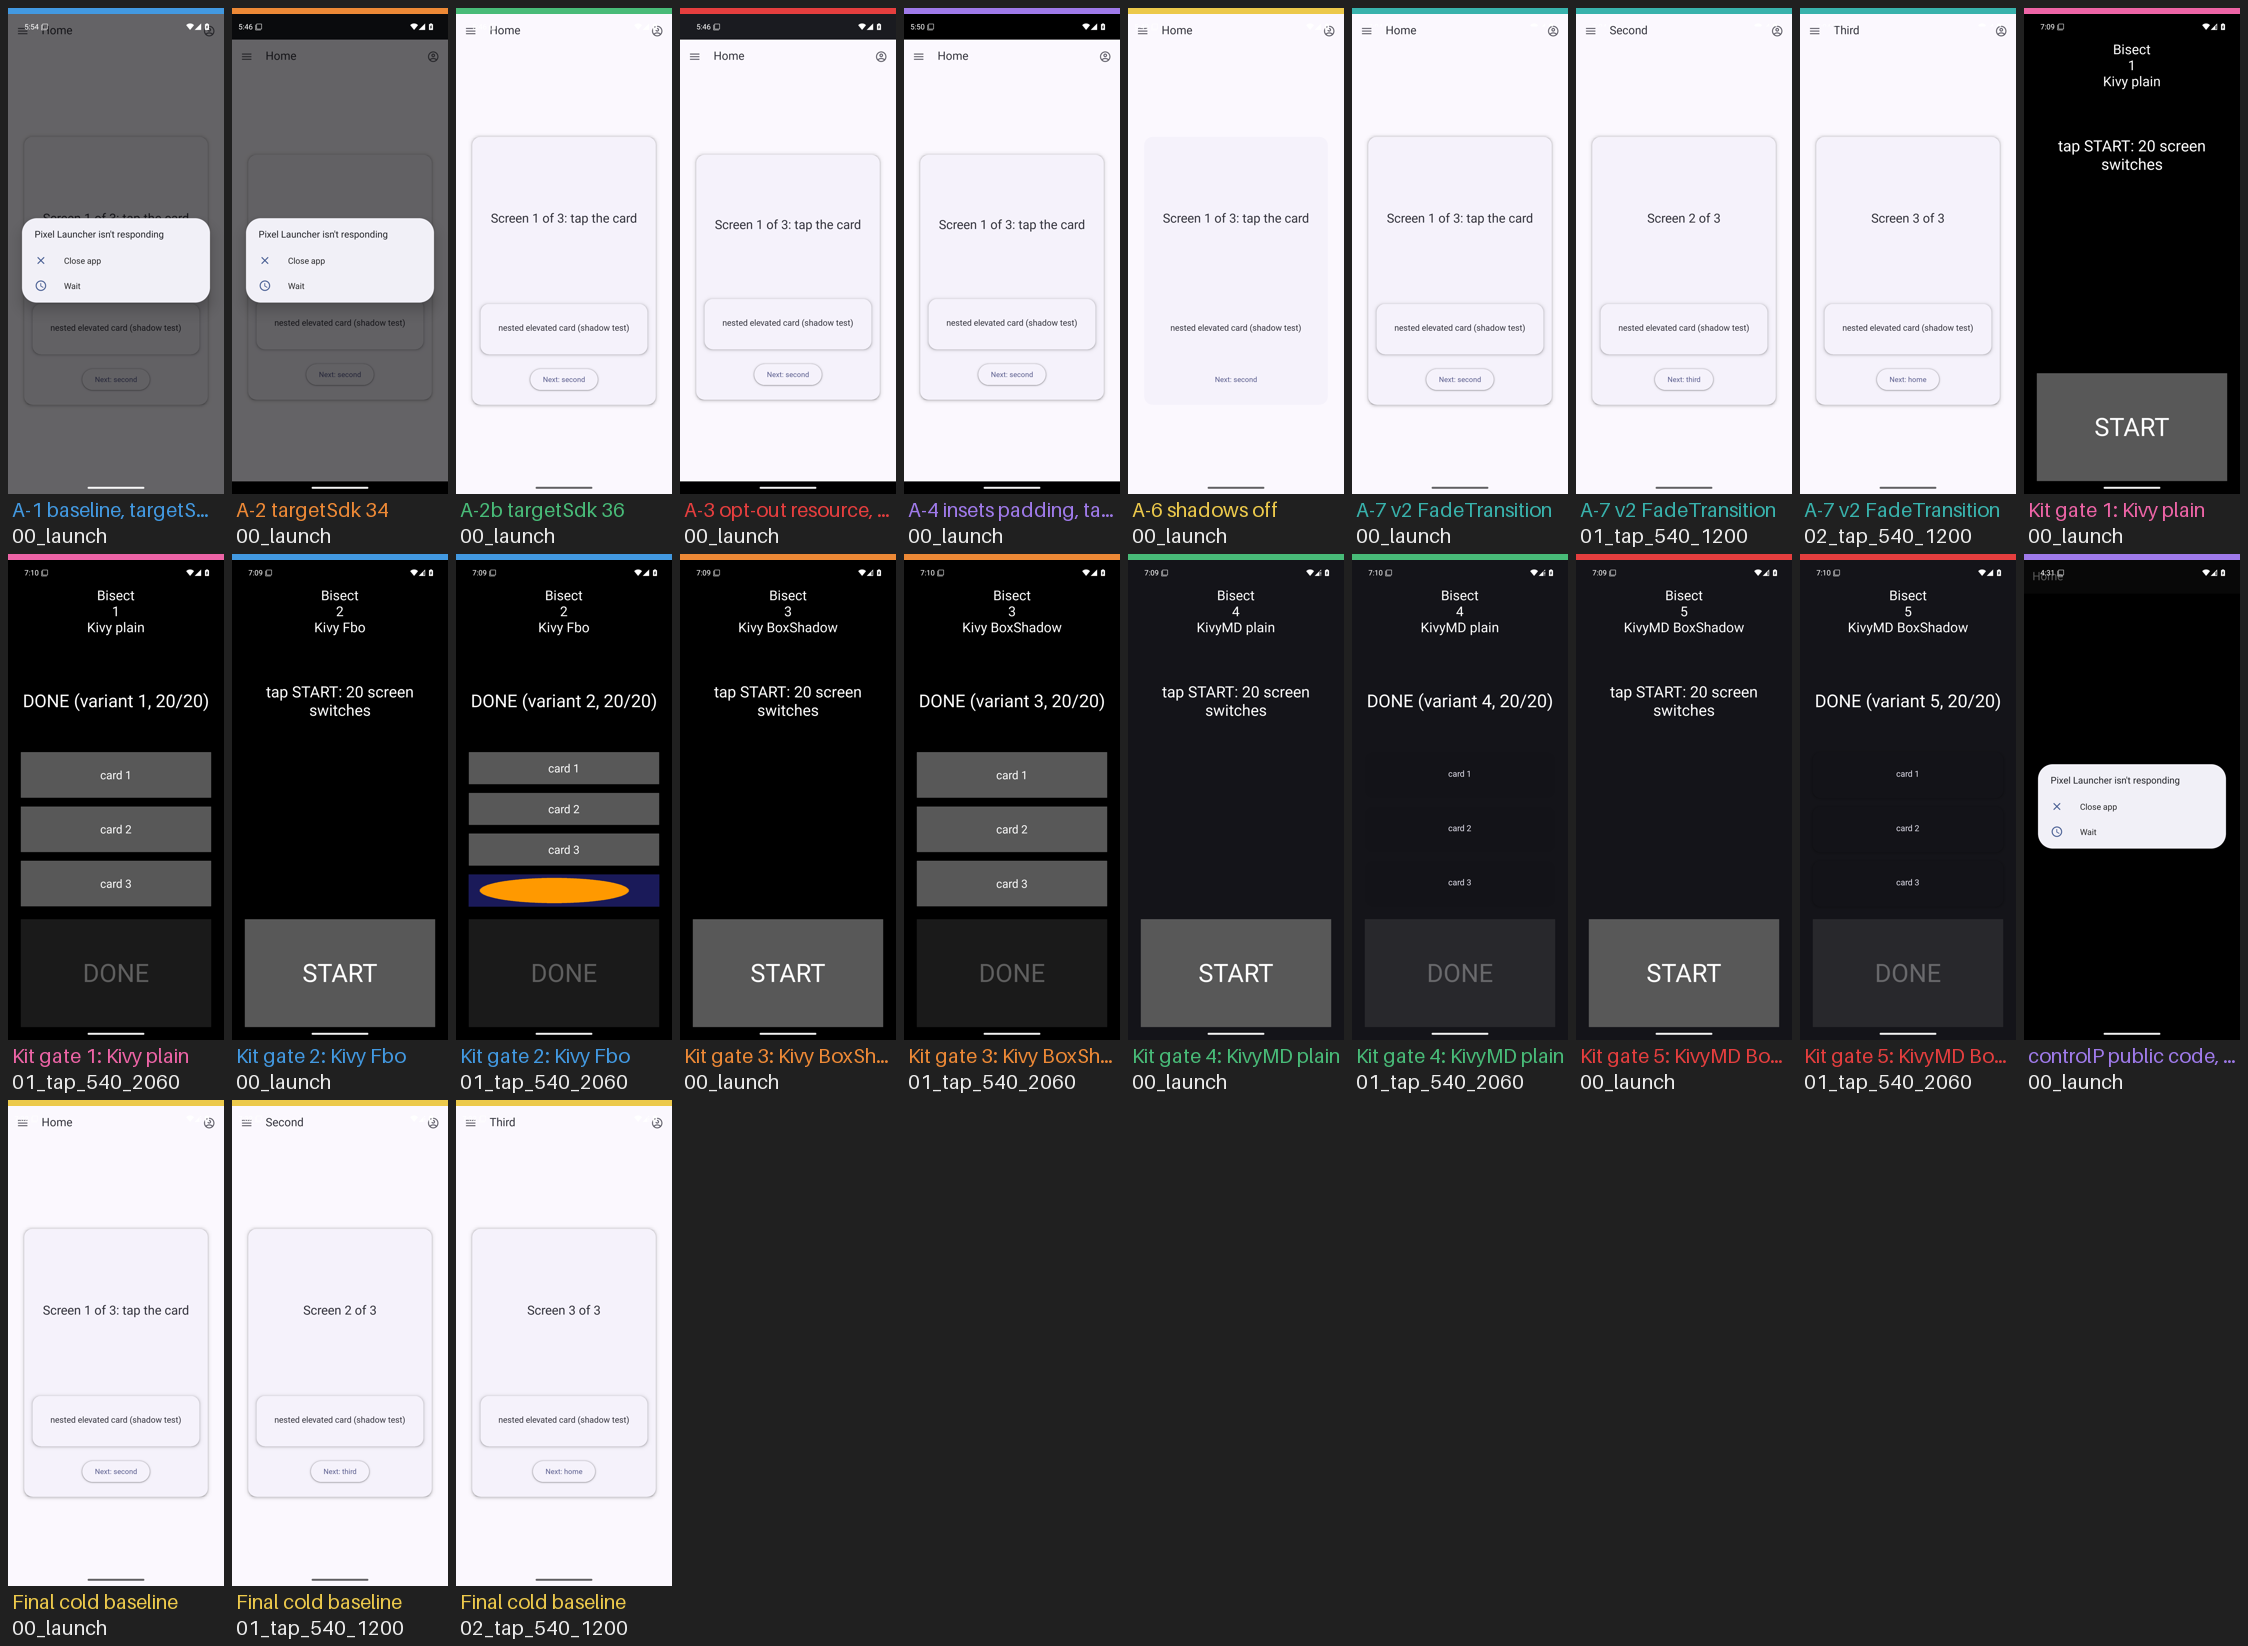 5:54
Home
Screen 1 of 3: tap the card
Pixel Launcher isn't responding
Close app
Wait
nested elevated card (shadow test)
Next: second
A-1 baseline, targetS...
00_launch
5:46
Home
Pixel Launcher isn't responding
Close app
Wait
nested elevated card (shadow test)
Next: second
A-2 targetSdk 34
00_launch
Home
Screen 1 of 3: tap the card
nested elevated card (shadow test)
Next: second
A-2b targetSdk 36
00_launch
5:46
Home
Screen 1 of 3: tap the card
nested elevated card (shadow test)
Next: second
A-3 opt-out resource, ...
00_launch
5:50
Home
Screen 1 of 3: tap the card
nested elevated card (shadow test)
Next: second
A-4 insets padding, ta...
00_launch
Home
Screen 1 of 3: tap the card
nested elevated card (shadow test)
Next: second
A-6 shadows off
00_launch
Home
Screen 1 of 3: tap the card
nested elevated card (shadow test)
Next: second
A-7 v2 FadeTransition
00_launch
Second
Screen 2 of 3
nested elevated card (shadow test)
Next: third
A-7 v2 FadeTransition
01_tap_540_1200
Third
Screen 3 of 3
nested elevated card (shadow test)
Next: home
A-7 v2 FadeTransition
02_tap_540_1200
7:09
Bisect
1
Kivy plain
tap START: 20 screen
switches
START
Kit gate 1: Kivy plain
00_launch
7:10
Bisect
1
Kivy plain
DONE (variant 1, 20/20)
card 1
card 2
card 3
DONE
Kit gate 1: Kivy plain
01_tap_540_2060
7:09
Bisect
2
Kivy Fbo
tap START: 20 screen
switches
START
Kit gate 2: Kivy Fbo
00_launch
7:09
Bisect
2
Kivy Fbo
DONE (variant 2, 20/20)
card 1
card 2
card 3
DONE
Kit gate 2: Kivy Fbo
01_tap_540_2060
7:09
Bisect
3
Kivy BoxShadow
tap START: 20 screen
switches
START
Kit gate 3: Kivy BoxSh...
00_launch
7:10
Bisect
3
Kivy BoxShadow
DONE (variant 3, 20/20)
card 1
card 2
card 3
DONE
Kit gate 3: Kivy BoxSh...
01_tap_540_2060
7:09
Bisect
4
KivyMD plain
tap START: 20 screen
switches
START
Kit gate 4: KivyMD plain
00_launch
7:10
Bisect
4
KivyMD plain
DONE (variant 4, 20/20)
card 1
card 2
card 3
DONE
Kit gate 4: KivyMD plain
01_tap_540_2060
7:09
Bisect
5
KivyMD BoxShadow
tap START: 20 screen
switches
START
Kit gate 5: KivyMD Bo...
00_launch
7:10
Bisect
5
KivyMD BoxShadow
DONE (variant 5, 20/20)
card 1
card 2
card 3
DONE
Kit gate 5: KivyMD Bo...
01_tap_540_2060
4:31
Home
Pixel Launcher isn't responding
Close app
Wait
controlP public code, ...
00_launch
Home
Screen 1 of 3: tap the card
nested elevated card (shadow test)
Next: second
Final cold baseline
00_launch
Second
Screen 2 of 3
nested elevated card (shadow test)
Next: third
Final cold baseline
01_tap_540_1200
Third
Screen 3 of 3
nested elevated card (shadow test)
Next: home
Final cold baseline
02_tap_540_1200